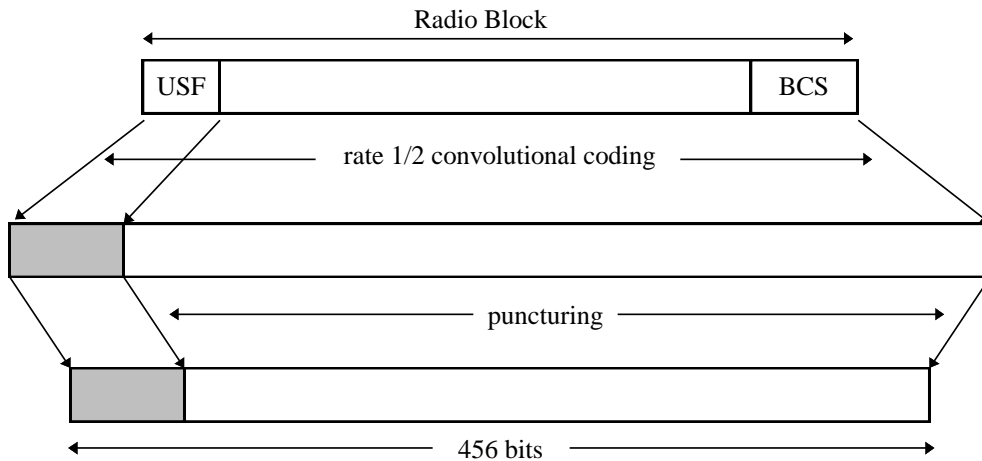 Radio Block
USF
BCS
rate 1/2 convolutional coding
puncturing
456 bits